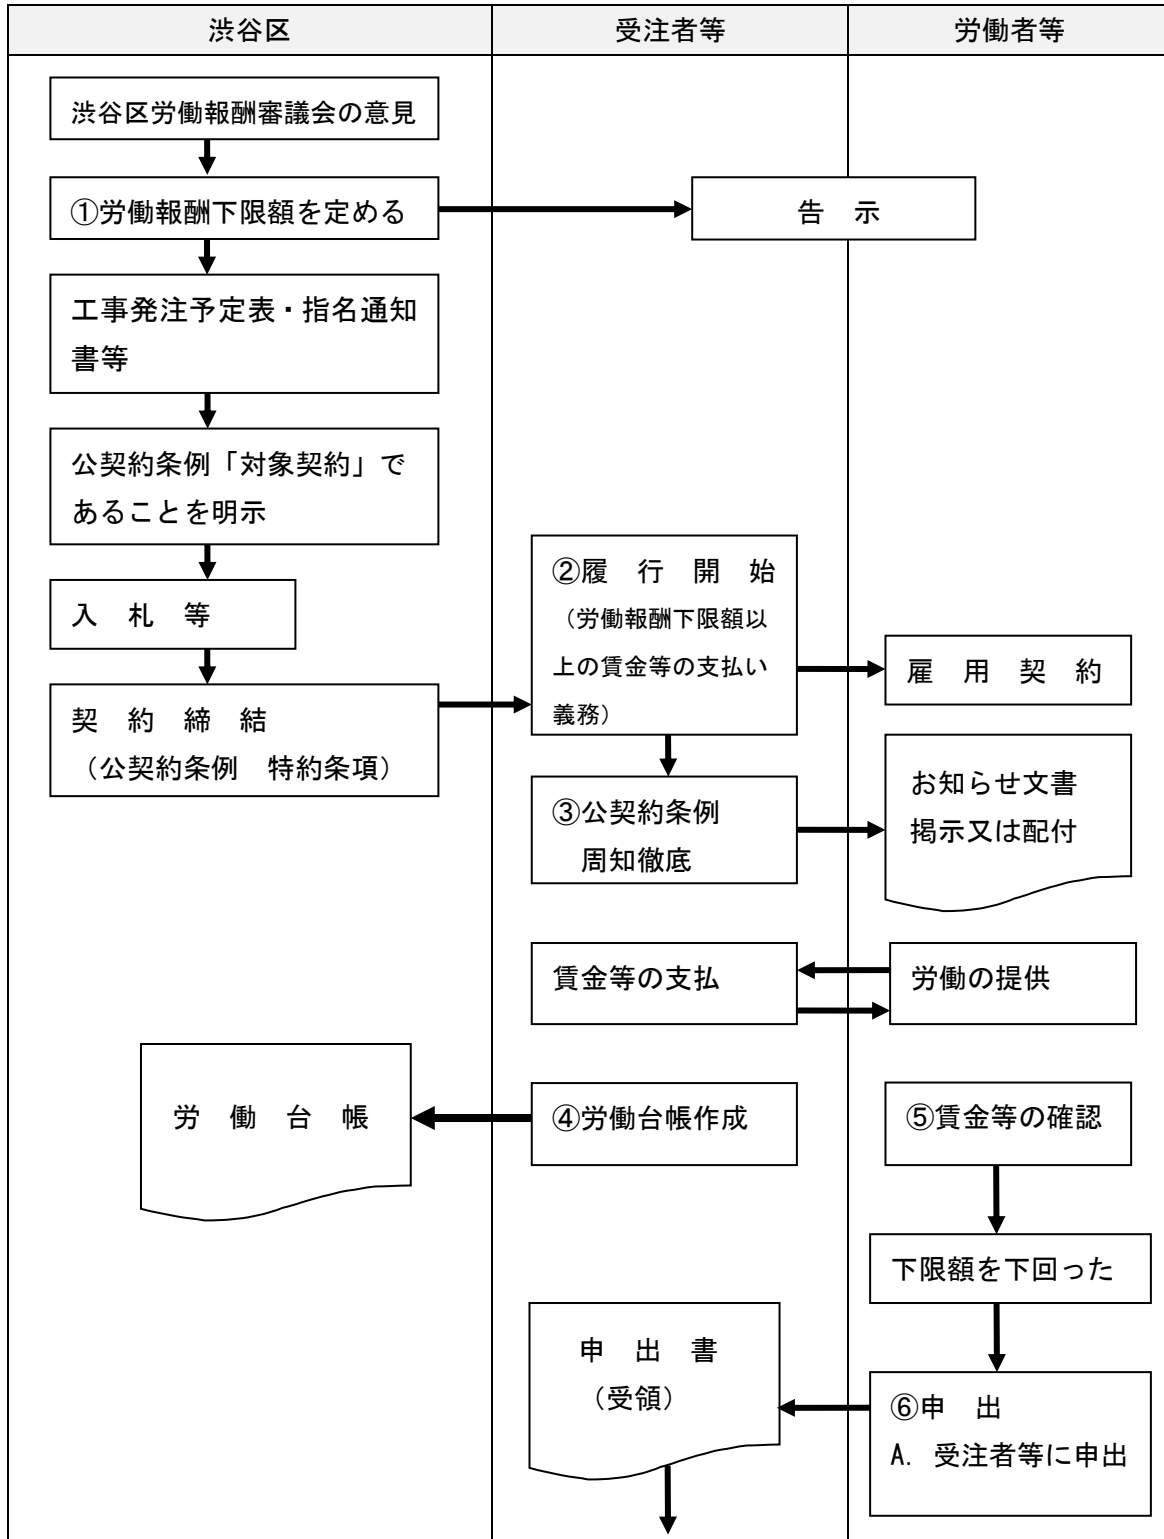 渋谷区
受注者等
労働者等
渋谷区労働報酬審議会の意見
①労働報酬下限額を定める
告　示
工事発注予定表・指名通知
書等
公契約条例「対象契約」で
あることを明示
入　札　等
契　約　締　結
（公契約条例　特約条項）
②履　行　開　始
（労働報酬下限額以
上の賃金等の支払い
義務）
雇　用　契　約
③公契約条例
周知徹底
お知らせ文書
掲示又は配付
賃金等の支払
労働の提供
労　働　台　帳
④労働台帳作成
⑤賃金等の確認
下限額を下回った
申　出　書
（受領）
⑥申　出
A. 受注者等に申出